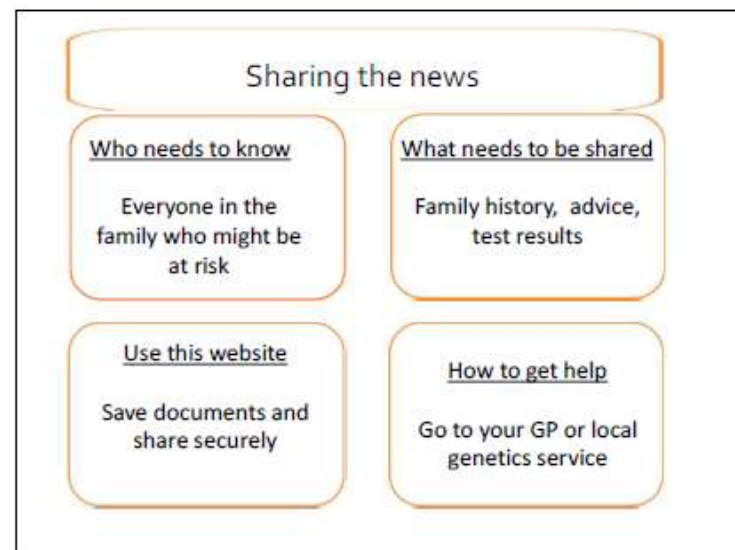 Sharing the news
Who needs to know
Everyone in the
family who might be
at risk
What needs to be shared
Family history, advice,
test results
Use this website
Save documents and
share securely
How to get help
Go to your GP or local
genetics service